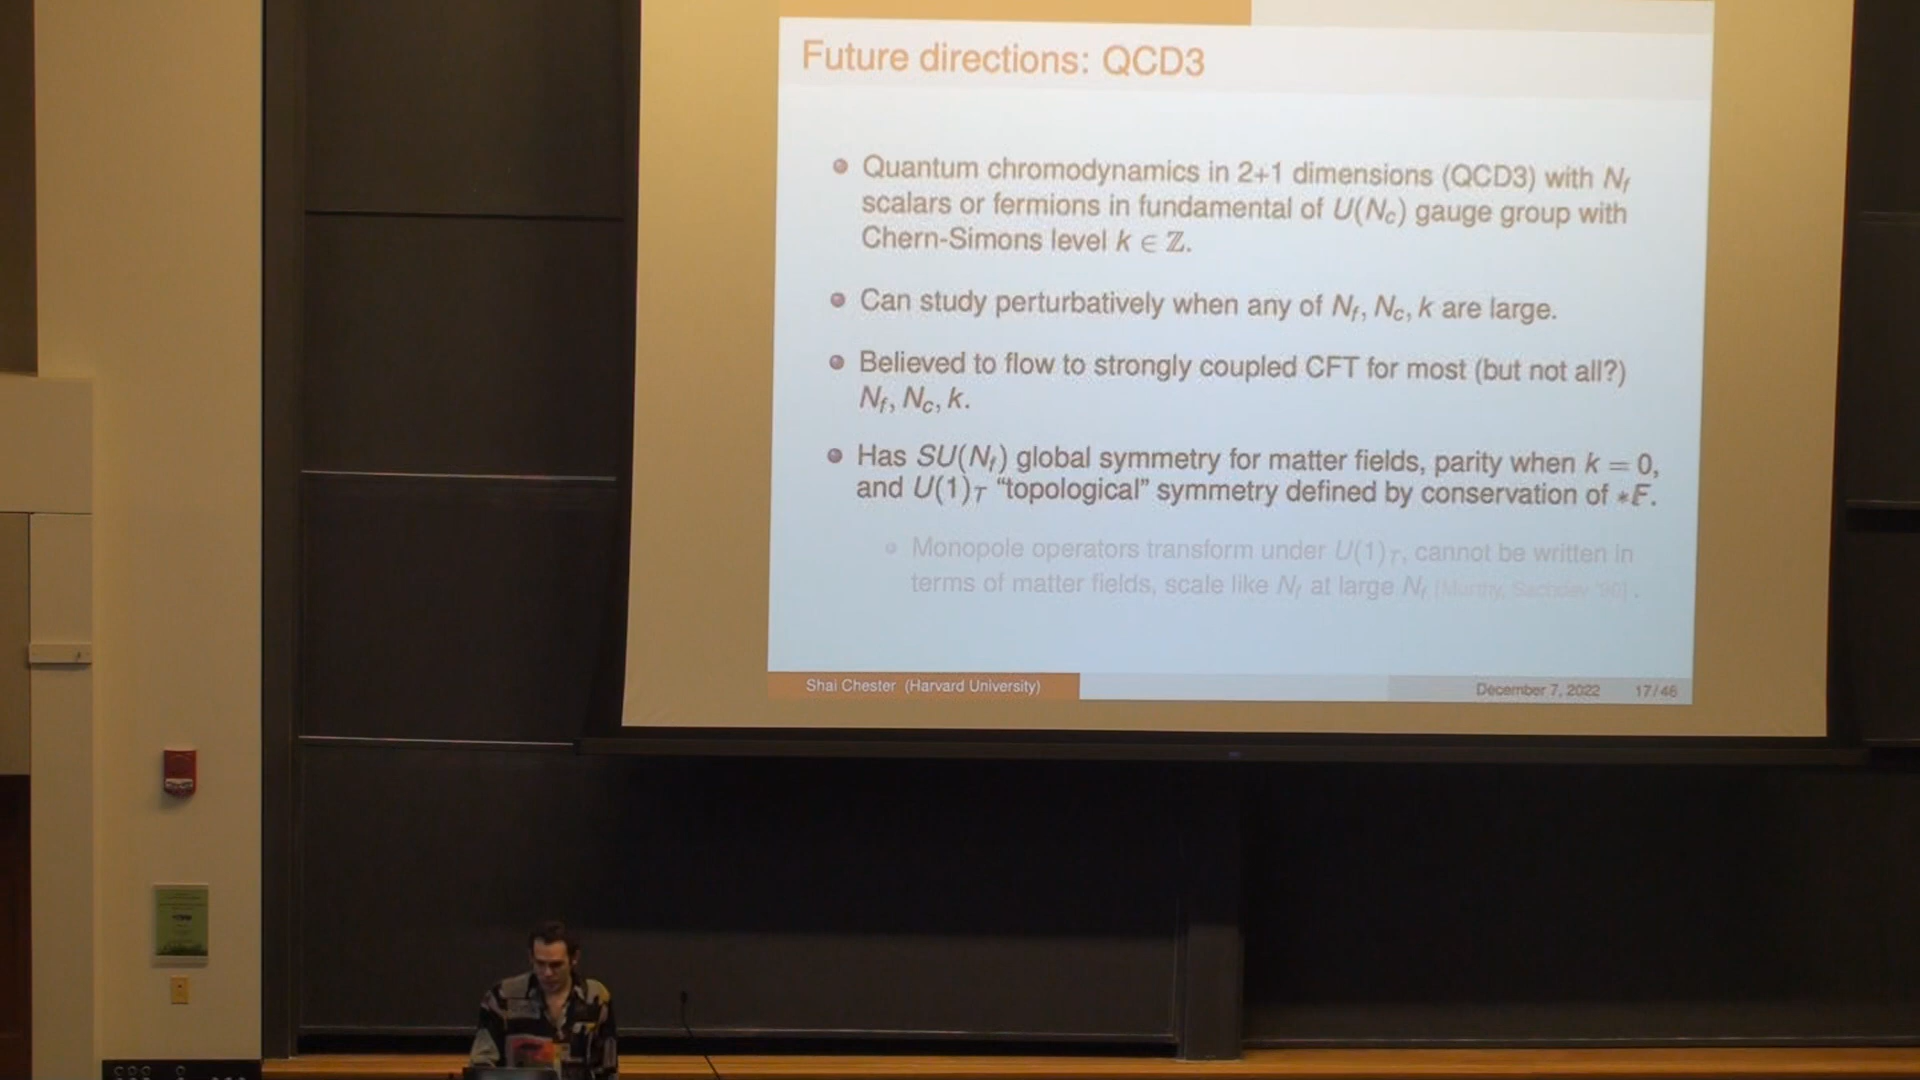 Future directions: QCD3
Quantum chromodynamics in 2+1 dimensions (QCD3) with N_f
scalars or fermions in fundamental of U(N_c) gauge group with
Chern-Simons level k ∈ ℤ.
Can study perturbatively when any of N_f, N_c, k are large.
Believed to flow to strongly coupled CFT for most (but not all?)
N_f, N_c, k.
Has SU(N_f) global symmetry for matter fields, parity when k = 0,
and U(1)_T “topological” symmetry defined by conservation of *F.
Monopole operators transform under U(1)_T, cannot be written in
terms of matter fields, scale like N_f at large N_f [Murthy, Sachdev '90].
Shai Chester (Harvard University)
December 7, 2022 17/46